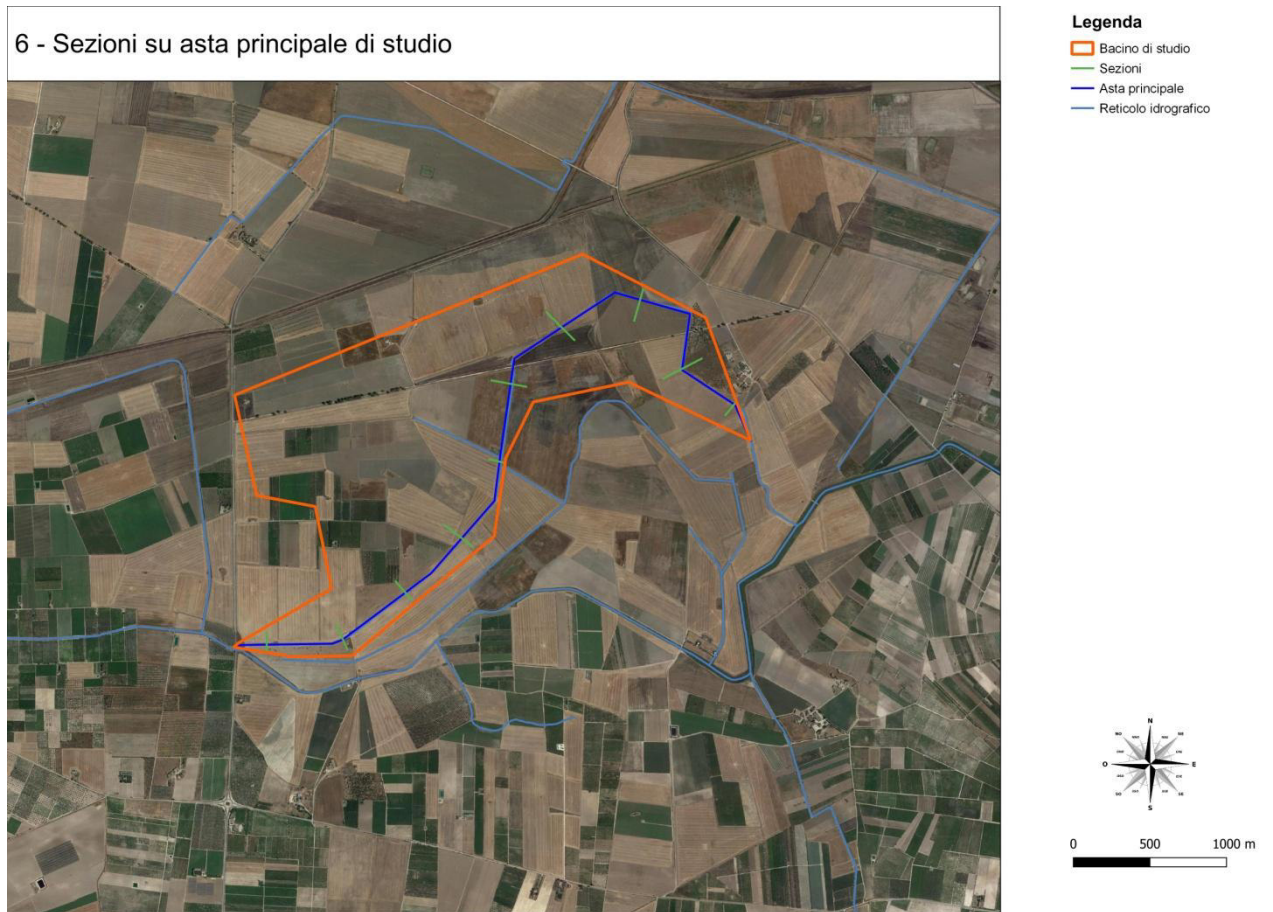 6 - Sezioni su asta principale di studio
Legenda
Bacino di studio
Sezioni
Asta principale
Reticolo idrografico
N
O
E
S
0 500 1000 m